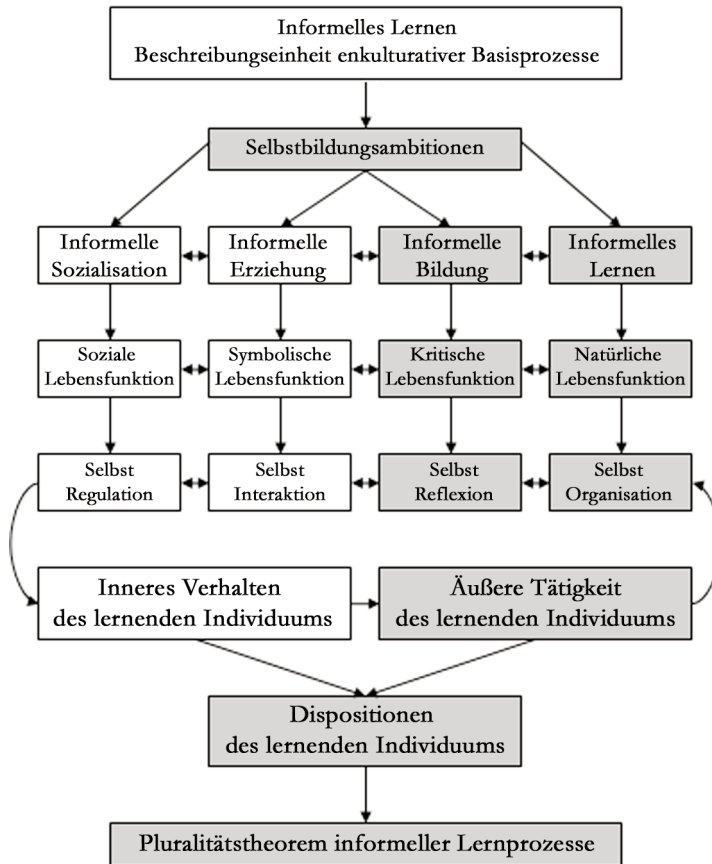 Informelles Lernen
Beschreibungseinheit enkulturativer Basisprozesse
Selbstbildungsambitionen
Informelle
Sozialisation
Informelle
Erziehung
Informelle
Bildung
Informelles
Lernen
Soziale
Lebensfunktion
Symbolische
Lebensfunktion
Kritische
Lebensfunktion
Natürliche
Lebensfunktion
Selbst
Regulation
Selbst
Interaktion
Selbst
Reflexion
Selbst
Organisation
Inneres Verhalten
des lernenden Individuums
Äußere Tätigkeit
des lernenden Individuums
Dispositionen
des lernenden Individuums
Pluralitätstheorem informeller Lernprozesse